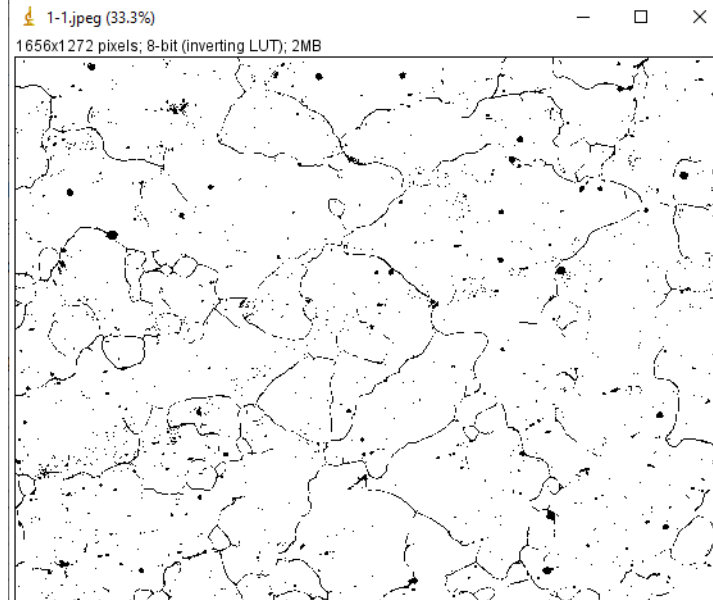 1-1.jpeg (33.3%)
1656x1272 pixels; 8-bit (inverting LUT); 2MB